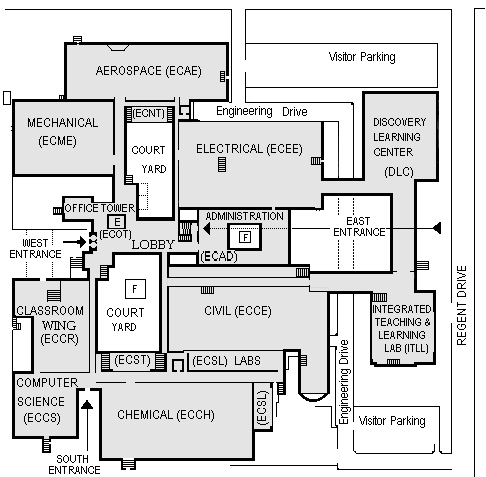 Visitor Parking
AEROSPACE (ECAE)
(ECNT)
Engineering Drive
MECHANICAL
(ECME)
COURT
YARD
ELECTRICAL (ECEE)
DISCOVERY
LEARNING
CENTER
(DLC)
OFFICE TOWER
E
(ECOT)
ADMINISTRATION
F
(ECAD)
EAST
ENTRANCE
WEST
ENTRANCE
LOBBY
REGENT DRIVE
F
COURT
YARD
CLASSROOM
WING
(ECCR)
CIVIL (ECCE)
INTEGRATED
TEACHING &
LEARNING
LAB (ITLL)
(ECST)
(ECSL) LABS
Engineering Drive
COMPUTER
SCIENCE
(ECCS)
CHEMICAL (ECCH)
(ECSL)
Visitor Parking
SOUTH
ENTRANCE